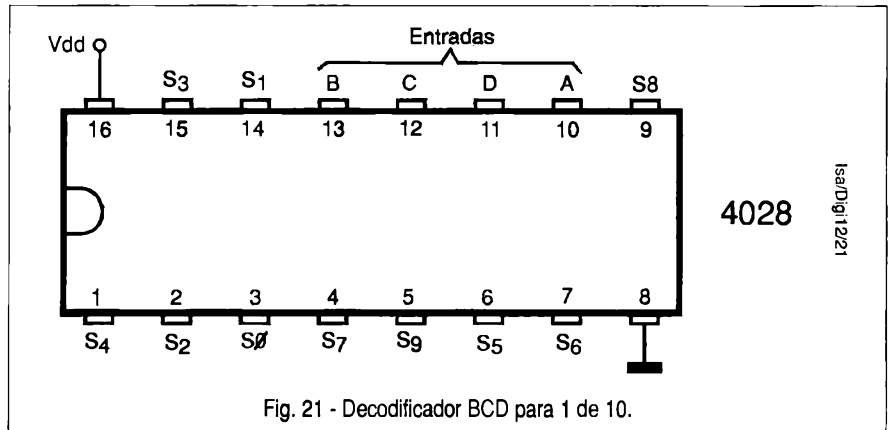 Entradas
Vdd
S3 S1 B C D A S8
16 15 14 13 12 11 10 9
4028
Isa/Digi12/21
1 2 3 4 5 6 7 8
S4 S2 SØ S7 S9 S5 S6
Fig. 21 - Decodificador BCD para 1 de 10.